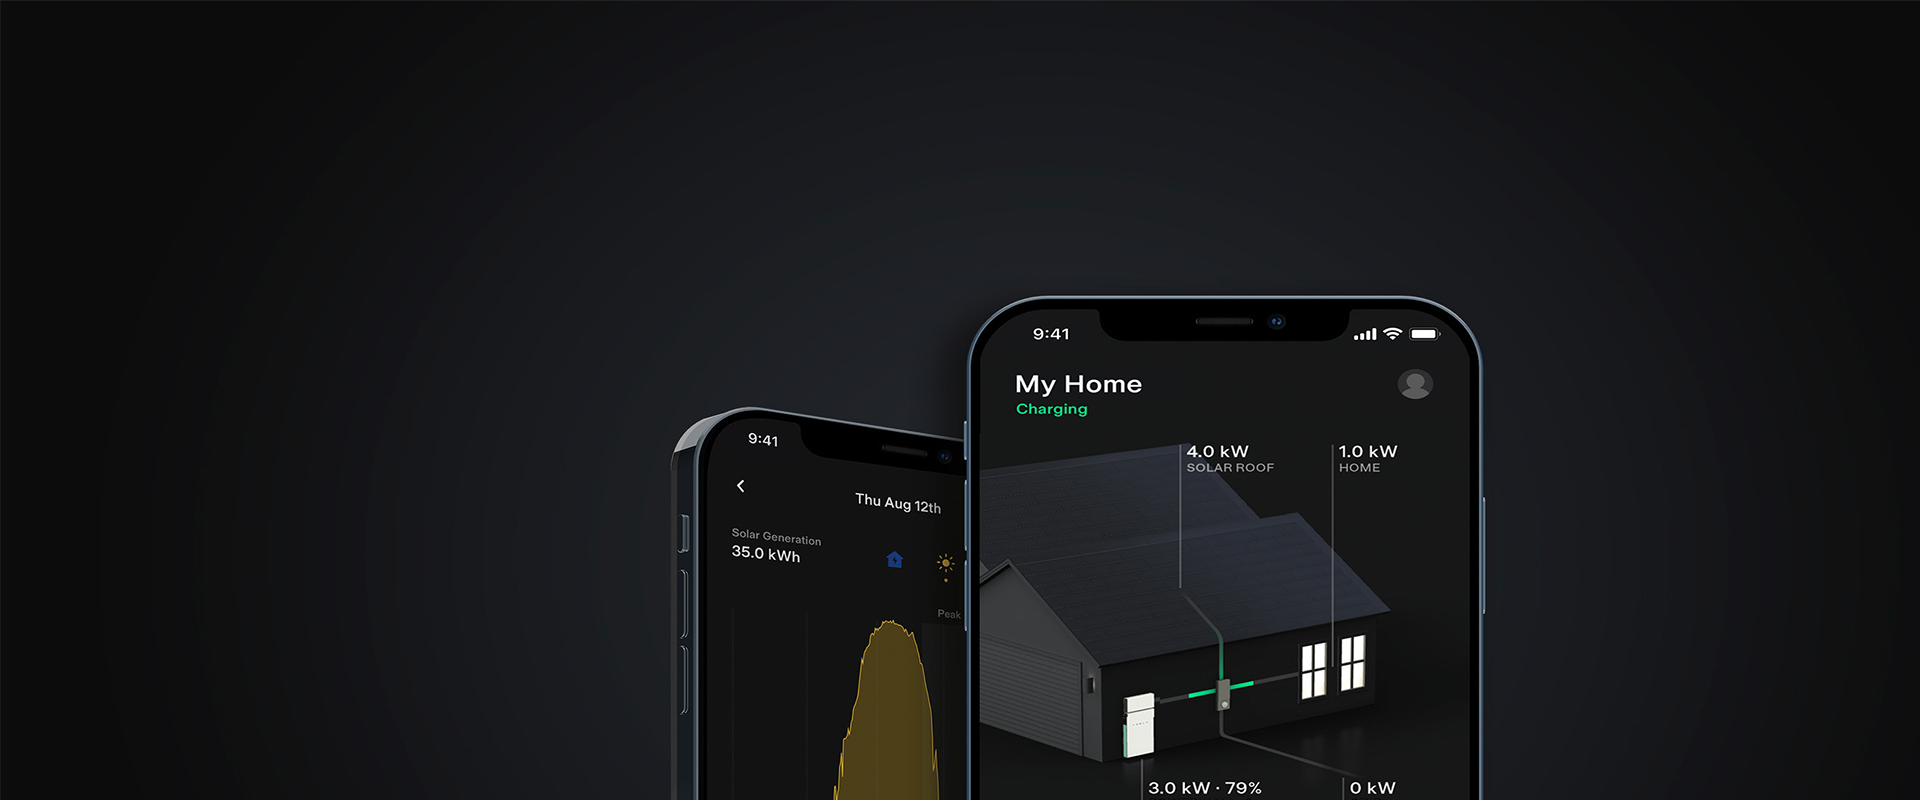 9:41
Thu Aug 12th
Solar Generation
35.0 kWh
Peak
9:41
My Home
Charging
4.0 kW
SOLAR ROOF
1.0 kW
HOME
3.0 kW · 79%
0 kW